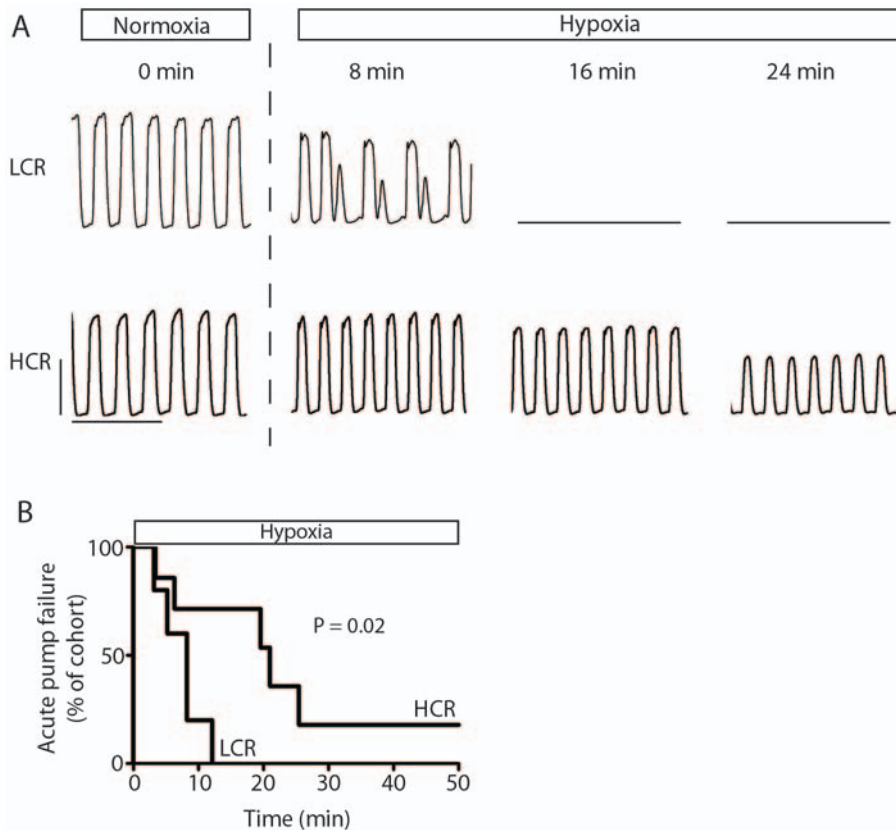 A
Normoxia Hypoxia
0 min 8 min 16 min 24 min
LCR
HCR
B
Hypoxia
100
50
0
Acute pump failure
(% of cohort)
P = 0.02
HCR
LCR
0 10 20 30 40 50
Time (min)